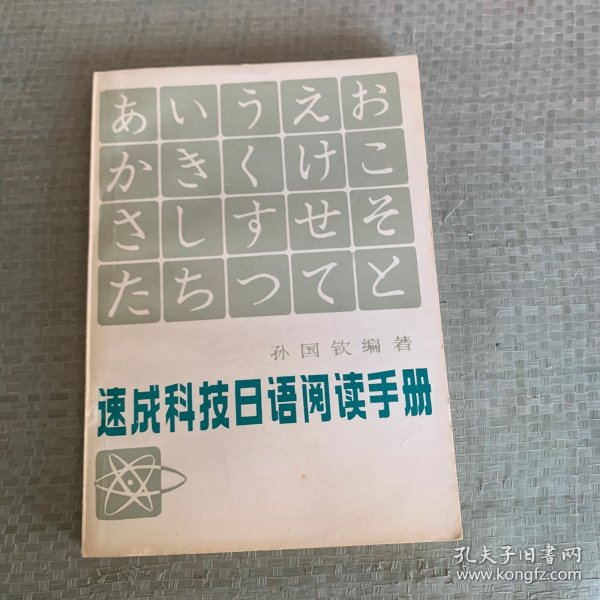 あいうえお
かきくけこ
さしすせそ
たちつてと
孙国钦编著
速成科技日语阅读手册
孔夫子旧书网
www.kongfz.com